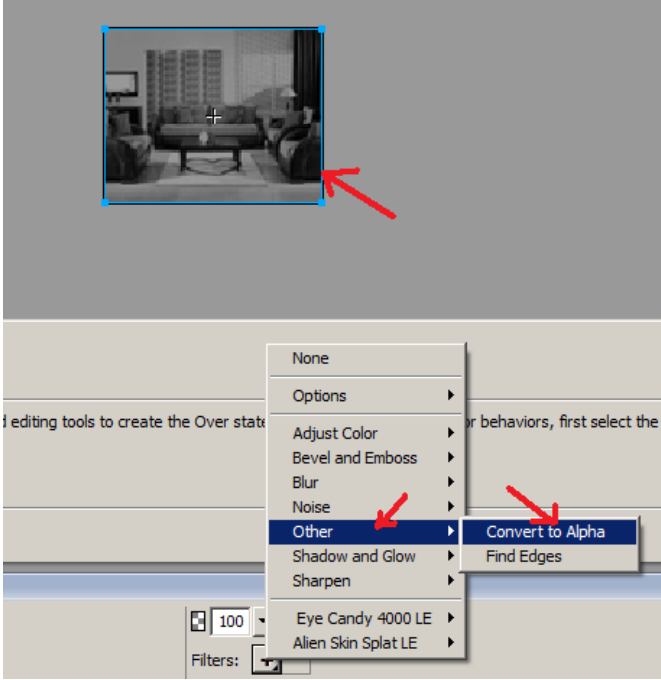 None
Options
d editing tools to create the Over state
or behaviors, first select the
Adjust Color
Bevel and Emboss
Blur
Noise
Other
Convert to Alpha
Shadow and Glow
Find Edges
Sharpen
Eye Candy 4000 LE
100
Alien Skin Splat LE
Filters: